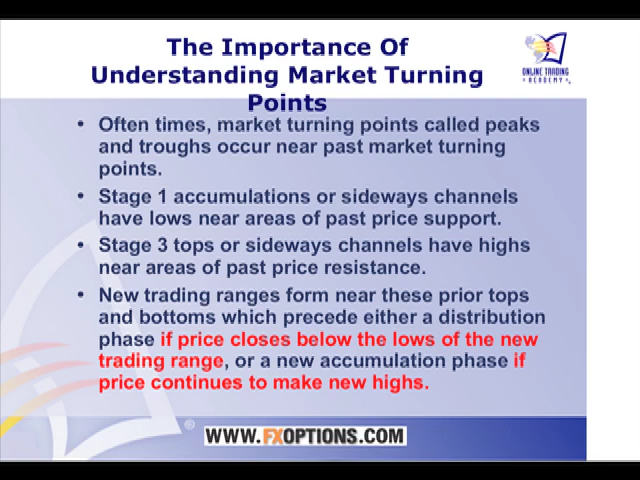 The Importance Of
Understanding Market Turning
Points
ONLINE TRADING
ACADEMY
• Often times, market turning points called peaks
and troughs occur near past market turning
points.
• Stage 1 accumulations or sideways channels
have lows near areas of past price support.
• Stage 3 tops or sideways channels have highs
near areas of past price resistance.
• New trading ranges form near these prior tops
and bottoms which precede either a distribution
phase if price closes below the lows of the new
trading range, or a new accumulation phase if
price continues to make new highs.
®
WWW.FXOPTIONS.COM